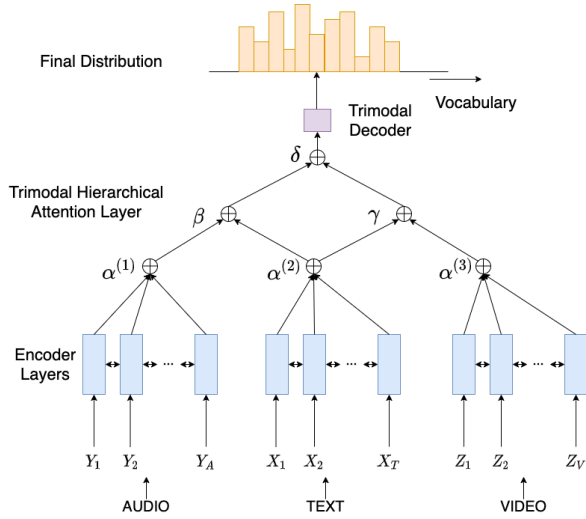 Final Distribution
Vocabulary
Trimodal
Decoder
δ
Trimodal Hierarchical
Attention Layer
β γ
α(1) α(2) α(3)
Encoder
Layers
...
...
...
Y1 Y2 YA X1 X2 XT Z1 Z2 ZV
AUDIO TEXT VIDEO